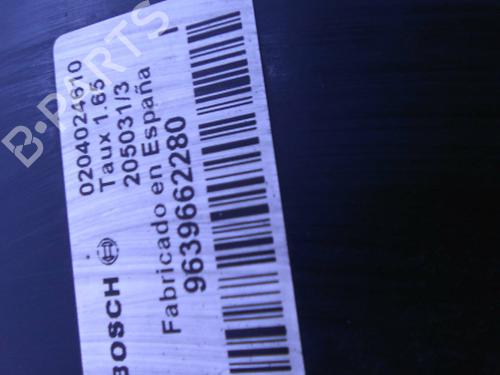 BOSCH
0204024610
Taux 1.65
205031/3
Fabricado en España
9639662280
B-PARTS